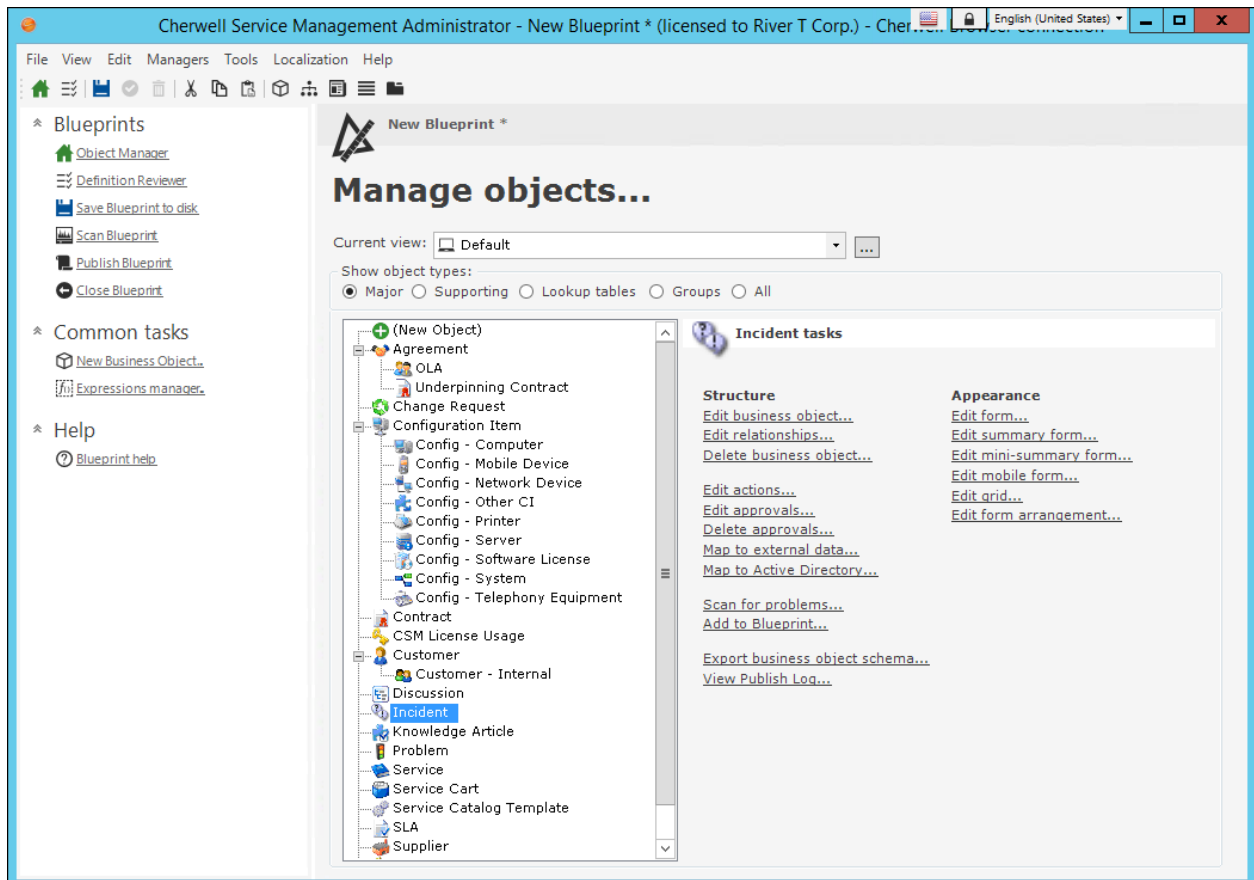 Cherwell Service Management Administrator - New Blueprint * (licensed to River T Corp.) - Cherwell Browser connection
English (United States)
File View Edit Managers Tools Localization Help
Blueprints
Object Manager
Definition Reviewer
Save Blueprint to disk
Scan Blueprint
Publish Blueprint
Close Blueprint
Common tasks
New Business Object...
Expressions manager...
Help
Blueprint help
New Blueprint *
Manage objects...
Current view: Default ...
Show object types:
Major Supporting Lookup tables Groups All
(New Object)
Agreement
OLA
Underpinning Contract
Change Request
Configuration Item
Config - Computer
Config - Mobile Device
Config - Network Device
Config - Other CI
Config - Printer
Config - Server
Config - Software License
Config - System
Config - Telephony Equipment
Contract
CSM License Usage
Customer
Customer - Internal
Discussion
Incident
Knowledge Article
Problem
Service
Service Cart
Service Catalog Template
SLA
Supplier
Incident tasks
Structure
Edit business object...
Edit relationships...
Delete business object...
Edit actions...
Edit approvals...
Delete approvals...
Map to external data...
Map to Active Directory...
Scan for problems...
Add to Blueprint...
Export business object schema...
View Publish Log...
Appearance
Edit form...
Edit summary form...
Edit mini-summary form...
Edit mobile form...
Edit grid...
Edit form arrangement...